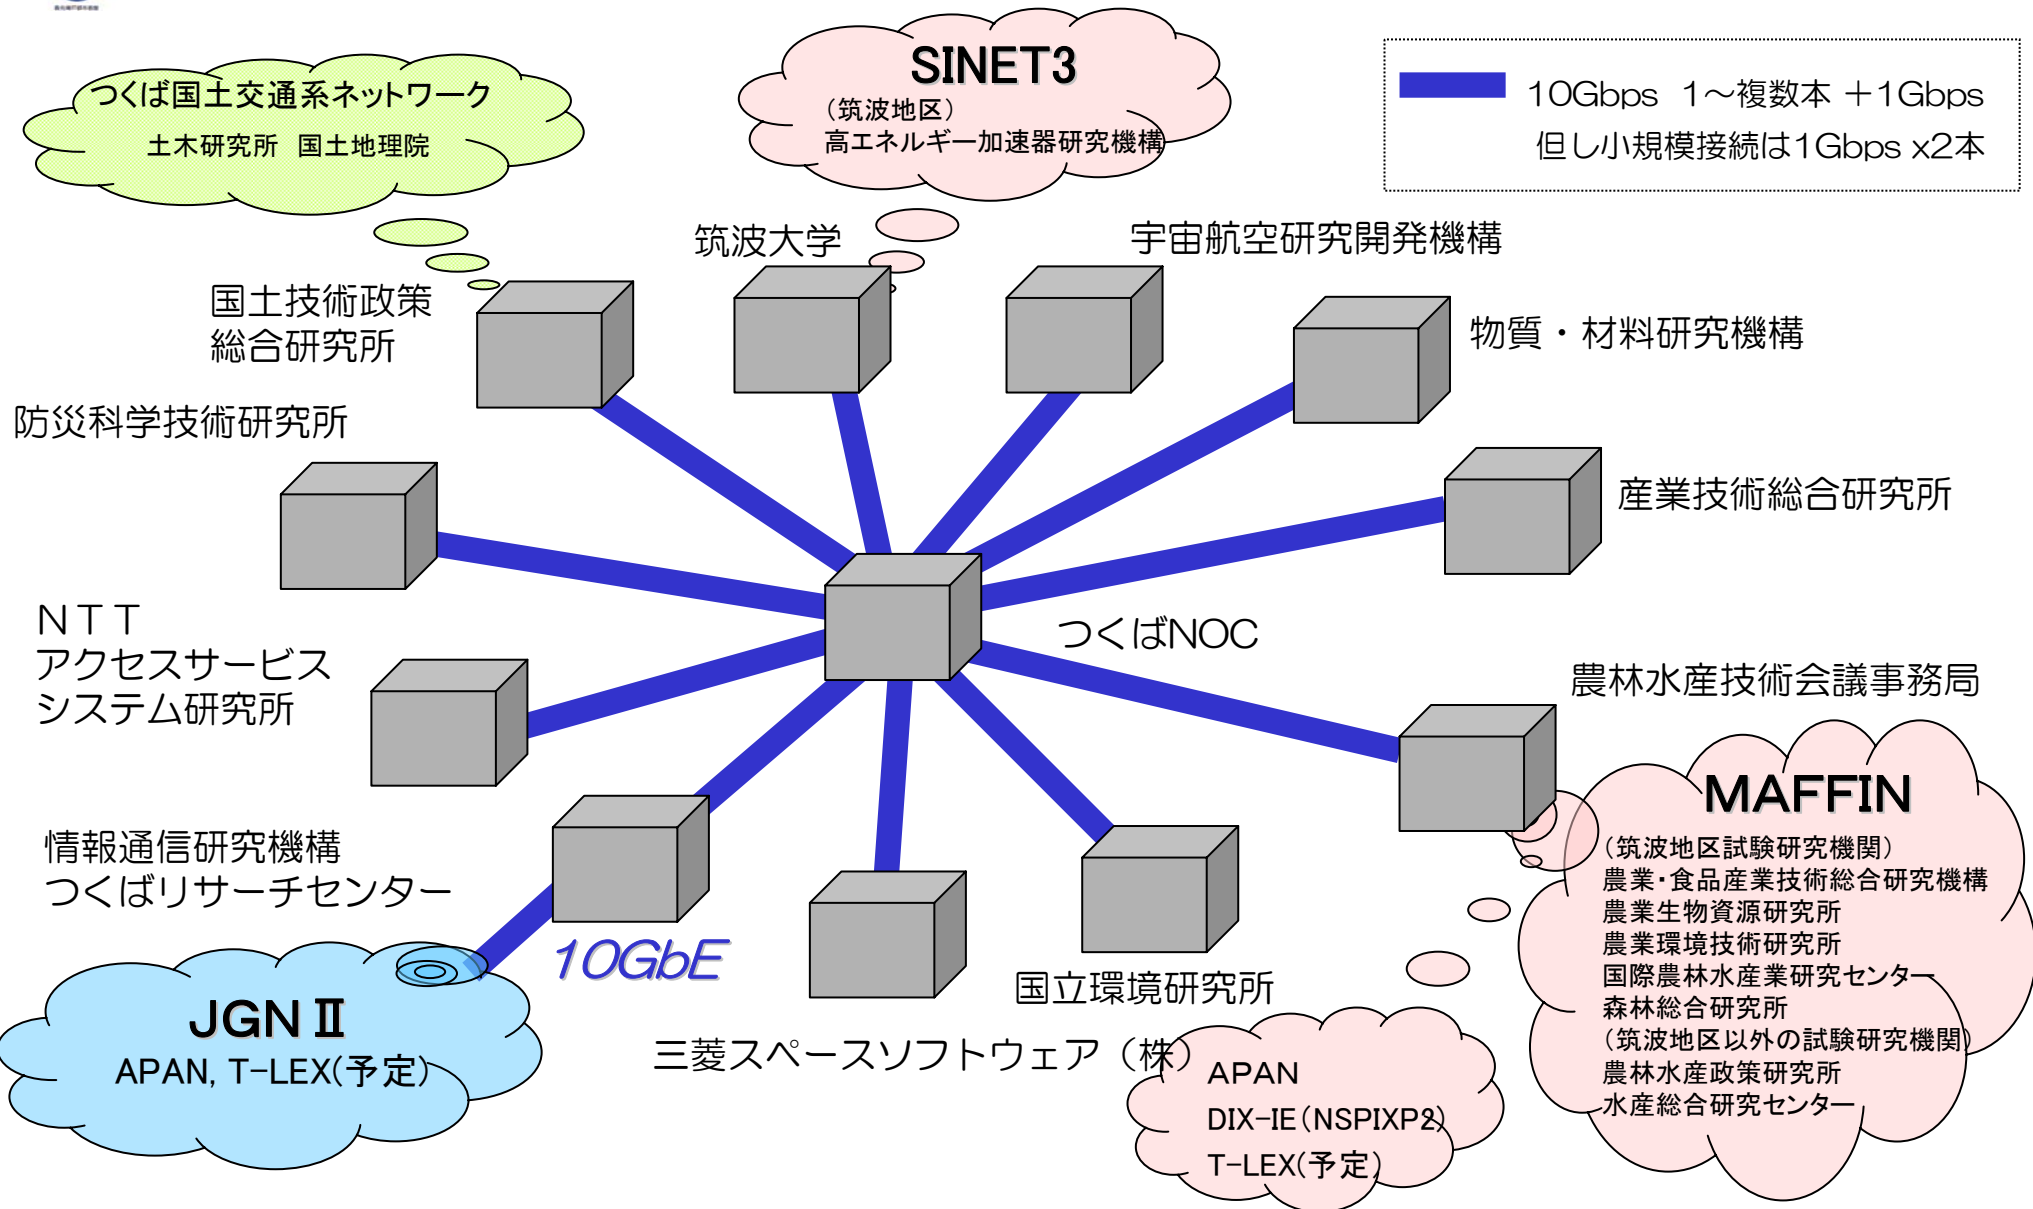 つくば国土交通系ネットワーク
土木研究所　国土地理院
SINET3
（筑波地区）
高エネルギー加速器研究機構
10Gbps 1～複数本 ＋1Gbps
但し小規模接続は1Gbps x2本
筑波大学
宇宙航空研究開発機構
国土技術政策
総合研究所
物質・材料研究機構
防災科学技術研究所
産業技術総合研究所
ＮＴＴ
アクセスサービス
システム研究所
つくばNOC
農林水産技術会議事務局
MAFFIN
（筑波地区試験研究機関）
農業・食品産業技術総合研究機構
農業生物資源研究所
農業環境技術研究所
国際農林水産業研究センター
森林総合研究所
（筑波地区以外の試験研究機関）
農林水産政策研究所
水産総合研究センター
情報通信研究機構
つくばリサーチセンター
10GbE
JGNⅡ
APAN, T-LEX(予定)
国立環境研究所
三菱スペースソフトウェア（株）
APAN
DIX-IE（NSPIXP2）
T-LEX(予定)